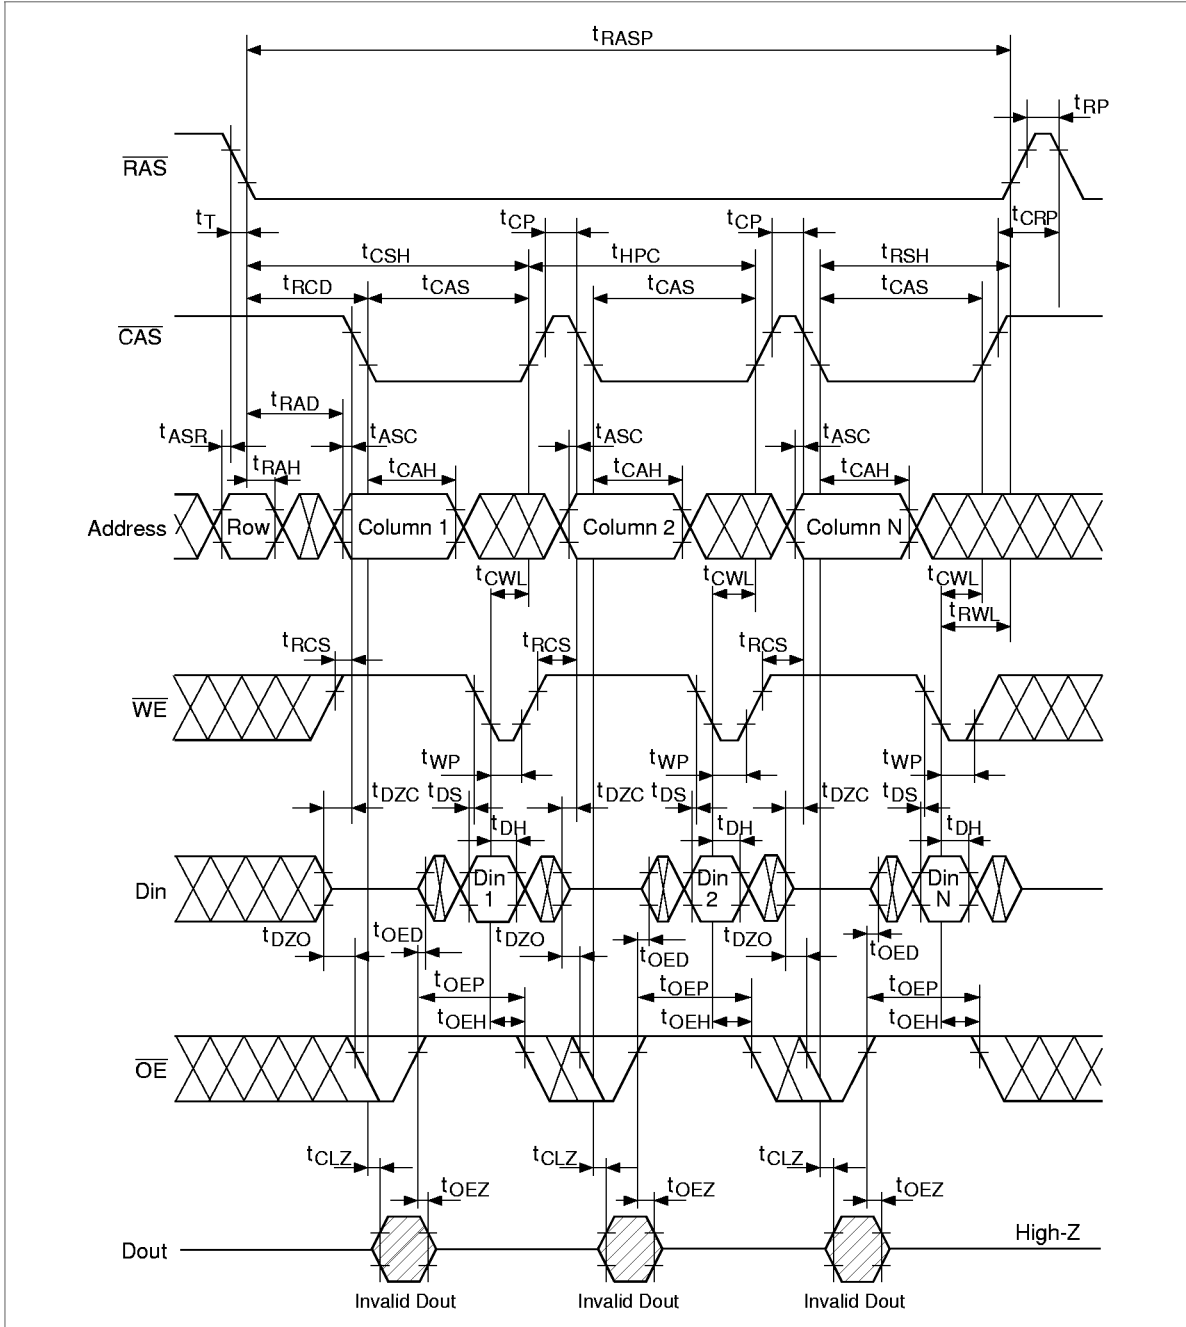 tRASP
tRP
RAS
tT tCP tCP tCRP
tCSH tHPC tRSH
tRCD tCAS tCAS tCAS
CAS
tRAD
tASR tASC tASC tASC
tRAH tCAH tCAH tCAH
Address Row Column 1 Column 2 Column N
tCWL tCWL tCWL
tRWL
tRCS tRCS tRCS
WE
tWP tWP tWP
tDZC tDS tDZC tDS tDZC tDS
tDH tDH tDH
Din Din 1 Din 2 Din N
tDZO tOED tDZO tOED tDZO tOED
tOEP tOEP tOEP
tOEH tOEH tOEH
OE
tCLZ tCLZ tCLZ
tOEZ tOEZ tOEZ
Dout High-Z
Invalid Dout Invalid Dout Invalid Dout